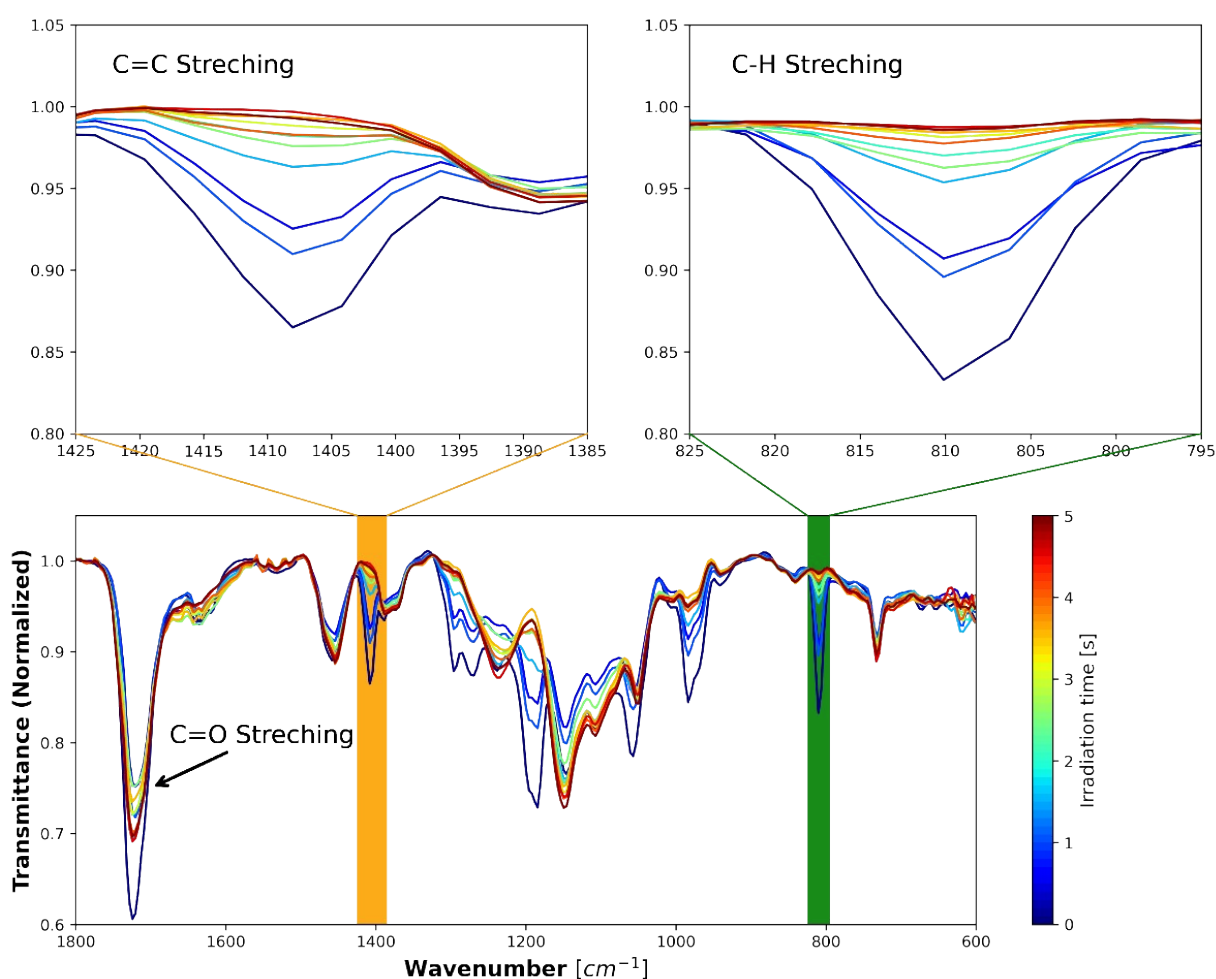 1.05
1.00
0.95
0.90
0.85
0.80
C=C Streching
1425 1420 1415 1410 1405 1400 1395 1390 1385
1.05
1.00
0.95
0.90
0.85
0.80
C-H Streching
825 820 815 810 805 800 795
Transmittance (Normalized)
1.0
0.9
0.8
0.7
0.6
C=O Streching
1800 1600 1400 1200 1000 800 600
Wavenumber [cm⁻¹]
5
4
3
2
1
0
Irradiation time [s]